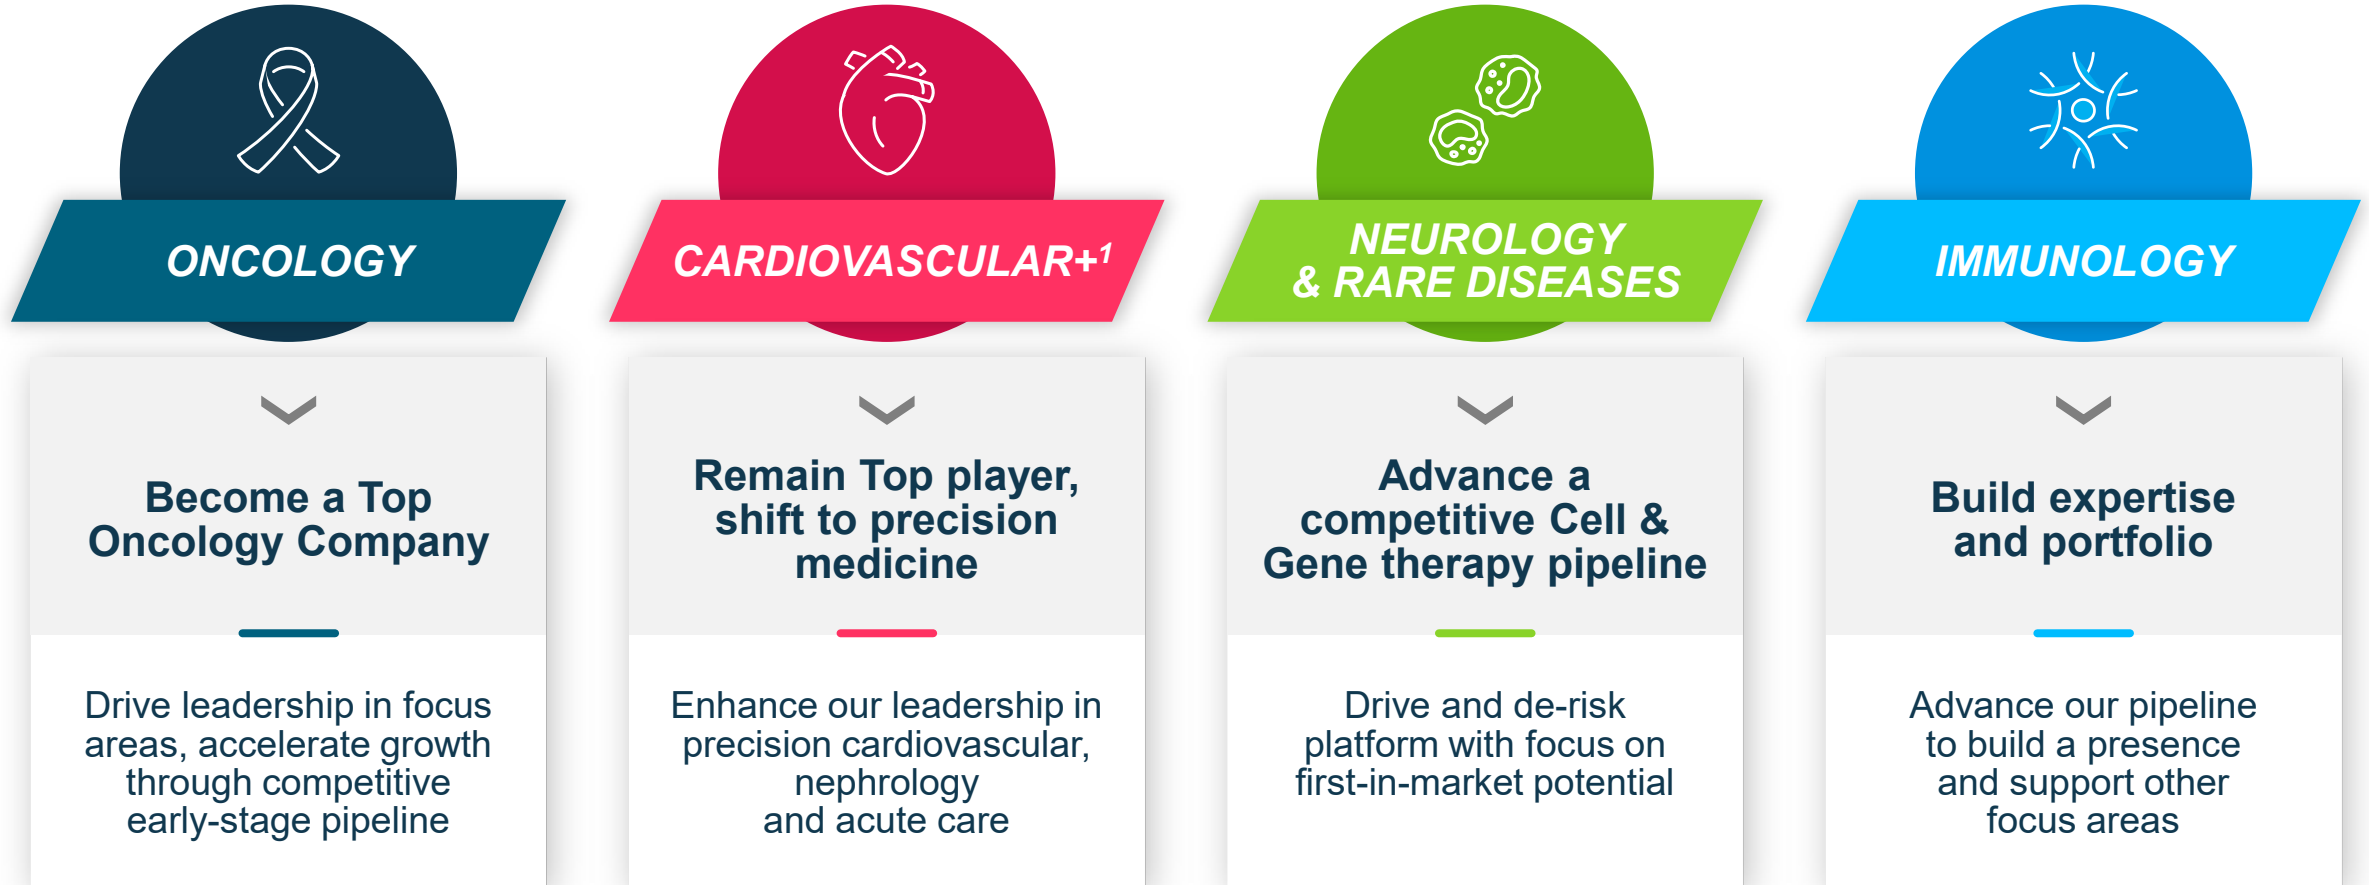 ONCOLOGY
Become a Top
Oncology Company
Drive leadership in focus
areas, accelerate growth
through competitive
early-stage pipeline
CARDIOVASCULAR+¹
Remain Top player,
shift to precision
medicine
Enhance our leadership in
precision cardiovascular,
nephrology
and acute care
NEUROLOGY
& RARE DISEASES
Advance a
competitive Cell &
Gene therapy pipeline
Drive and de-risk
platform with focus on
first-in-market potential
IMMUNOLOGY
Build expertise
and portfolio
Advance our pipeline
to build a presence
and support other
focus areas